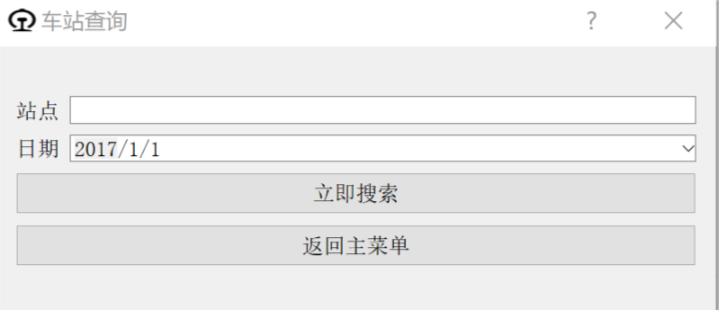 车站查询 ?
站点
日期 2017/1/1
立即搜索
返回主菜单